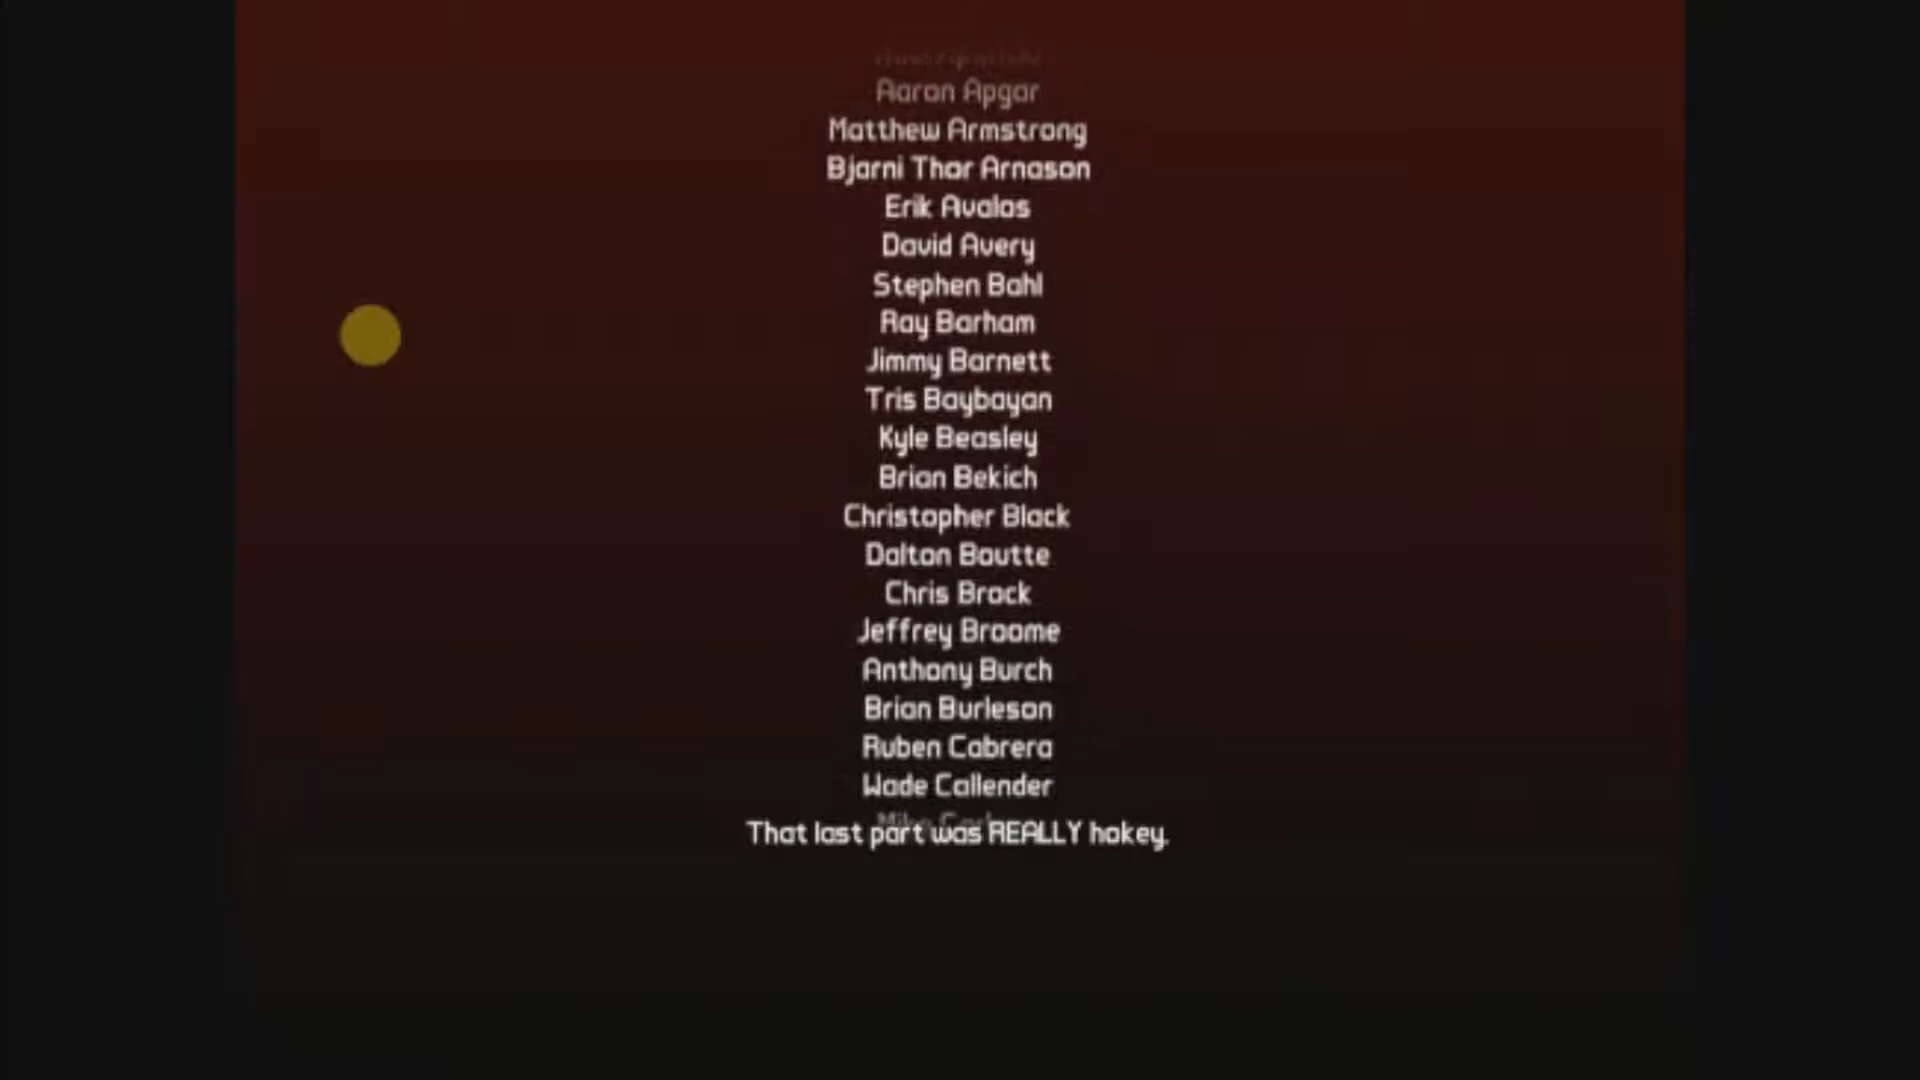 Aaron Apgar
Matthew Armstrong
Bjarni Thor Arnason
Erik Avalos
David Avery
Stephen Bahl
Ray Barham
Jimmy Barnett
Tris Baybayan
Kyle Beasley
Brian Bekich
Christopher Black
Dalton Boutte
Chris Brock
Jeffrey Broome
Anthony Burch
Brian Burleson
Ruben Cabrera
Wade Callender
That last part was REALLY hokey.